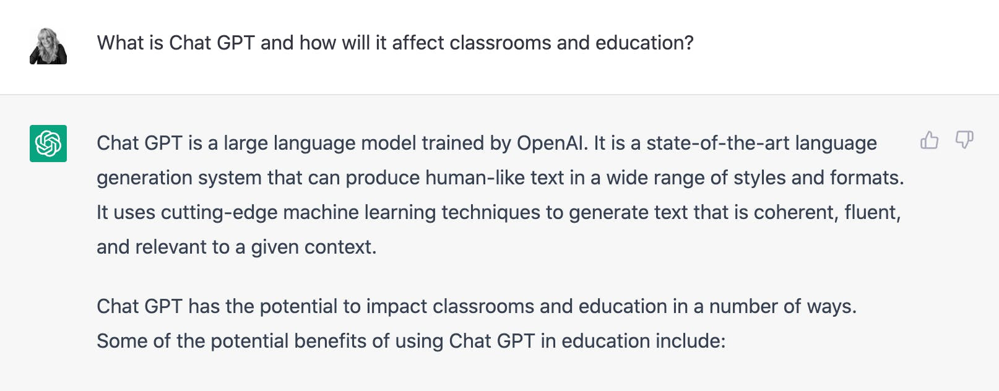 What is Chat GPT and how will it affect classrooms and education?
Chat GPT is a large language model trained by OpenAI. It is a state-of-the-art language
generation system that can produce human-like text in a wide range of styles and formats.
It uses cutting-edge machine learning techniques to generate text that is coherent, fluent,
and relevant to a given context.
Chat GPT has the potential to impact classrooms and education in a number of ways.
Some of the potential benefits of using Chat GPT in education include: